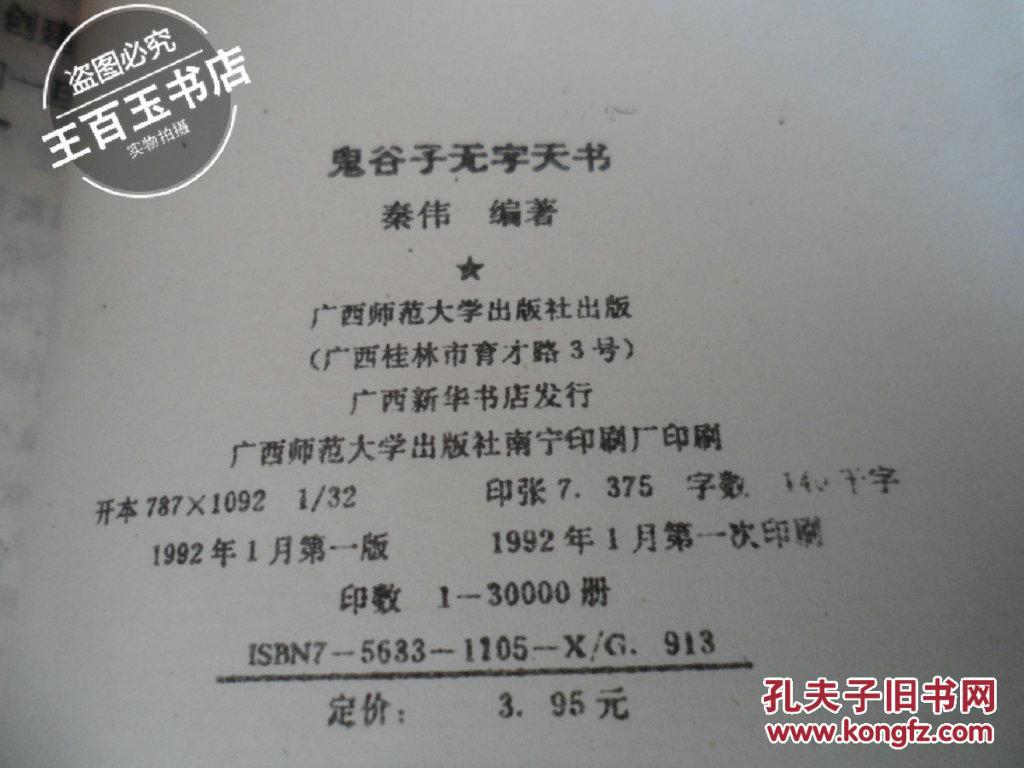 创建
盗图必究
王百玉书店
实物拍摄
鬼谷子无字天书
秦伟 编著
★
广西师范大学出版社出版
(广西桂林市育才路3号)
广西新华书店发行
广西师范大学出版社南宁印刷厂印刷
开本787×1092 1/32 印张7.375 字数 140千字
1992年1月第一版 1992年1月第一次印刷
印数 1-30000册
ISBN7-5633-1105-X/G.913
定价: 3.95元
孔夫子旧书网
www.kongfz.com